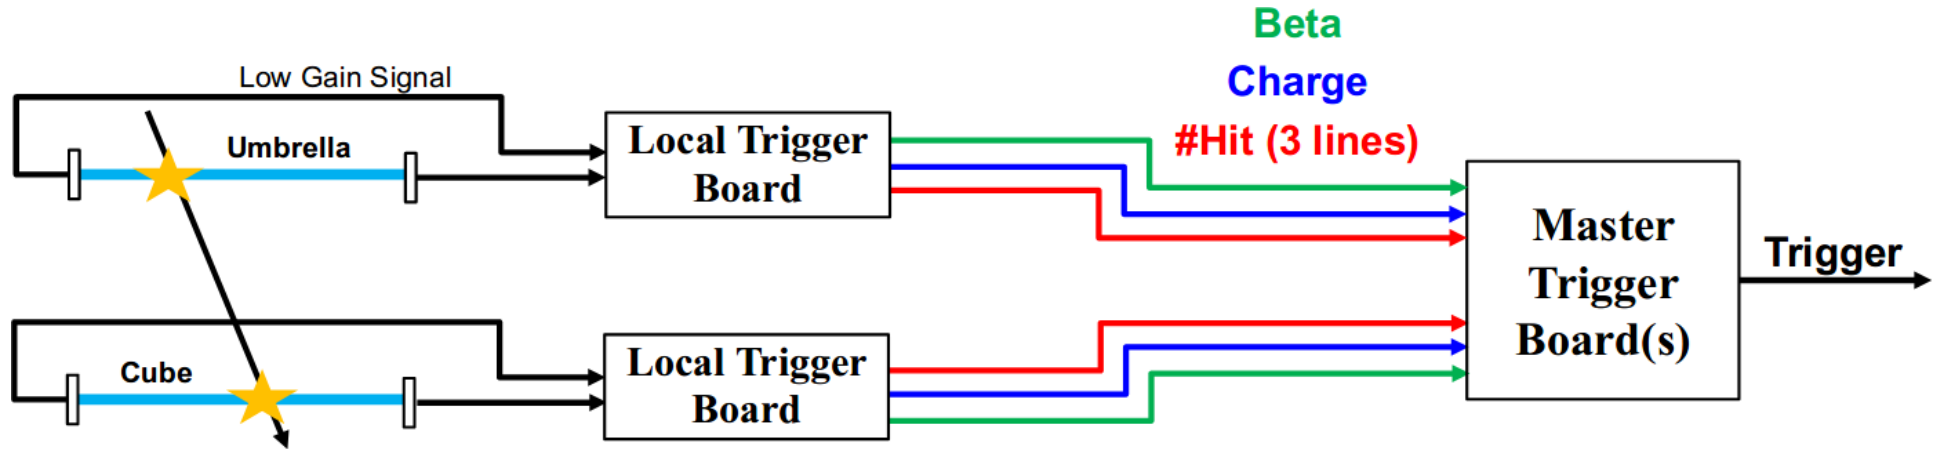 Beta
Charge
#Hit (3 lines)
Low Gain Signal
Umbrella
Local Trigger
Board
Master
Trigger
Board(s)
Trigger
Cube
Local Trigger
Board